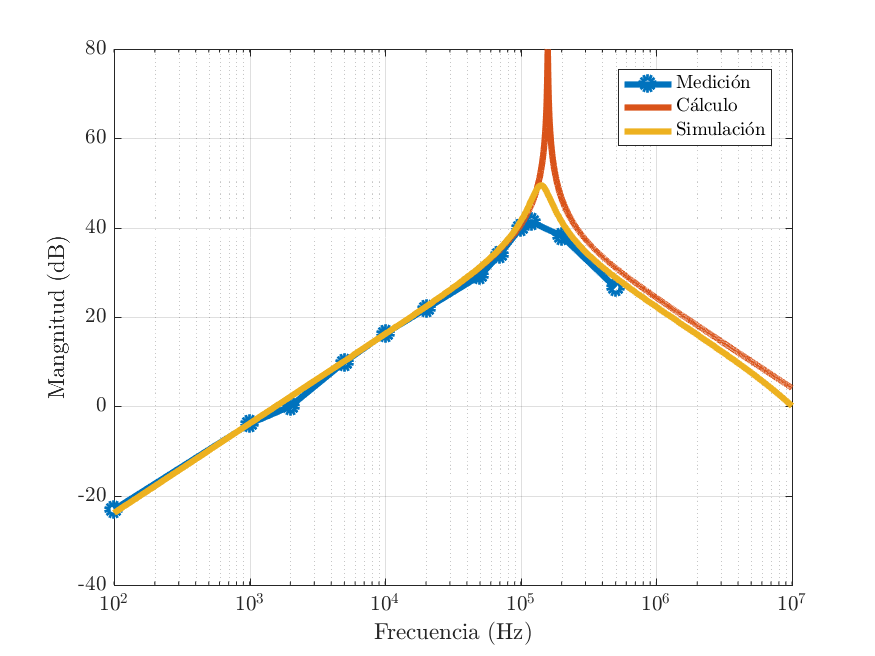 80
60
40
20
0
-20
-40
Mangnitud (dB)
10^2
10^3
10^4
10^5
10^6
10^7
Frecuencia (Hz)
Medición
Cálculo
Simulación